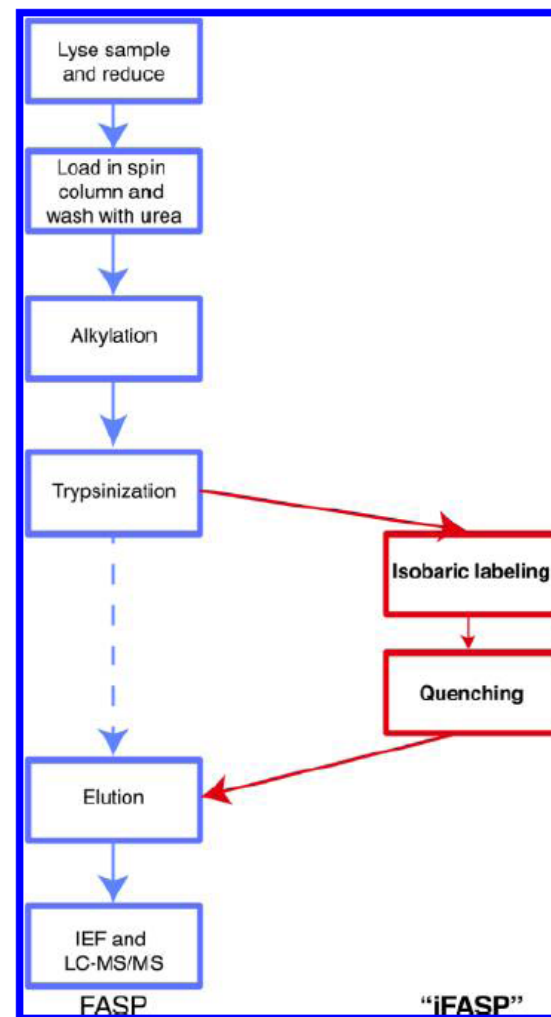 Lyse sample
and reduce
Load in spin
column and
wash with urea
Alkylation
Trypsinization
Isobaric labeling
Quenching
Elution
IEF and
LC-MS/MS
FASP
“iFASP”